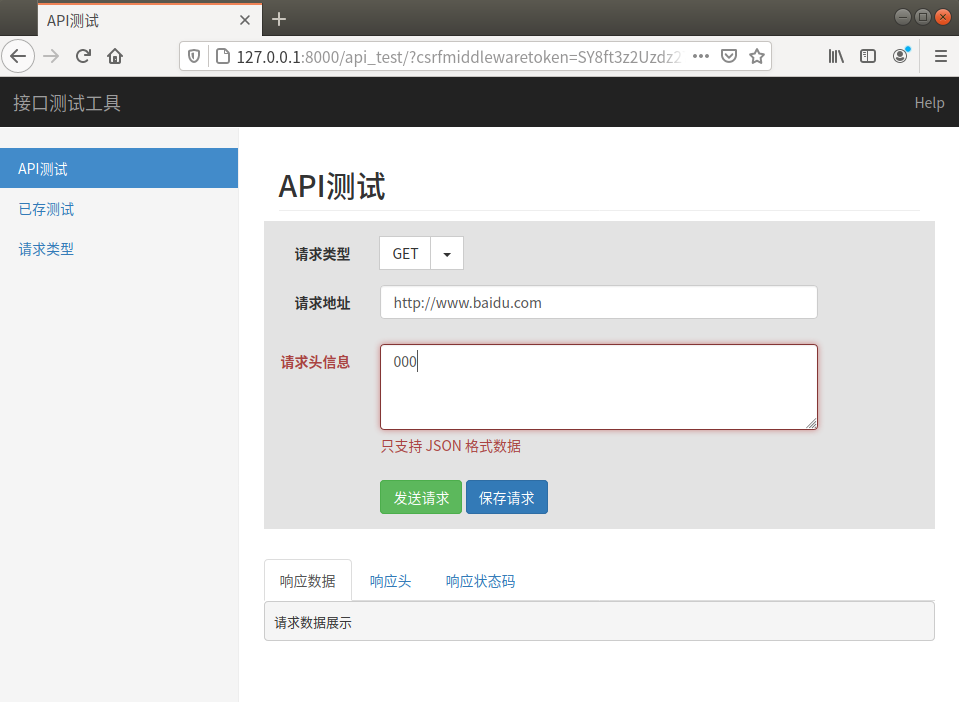 API测试
127.0.0.1:8000/api_test/?csrfmiddlewaretoken=SY8ft3z2Uzdz2
接口测试工具
Help
API测试
已存测试
请求类型
API测试
请求类型
GET
请求地址
http://www.baidu.com
请求头信息
000
只支持 JSON 格式数据
发送请求
保存请求
响应数据
响应头
响应状态码
请求数据展示